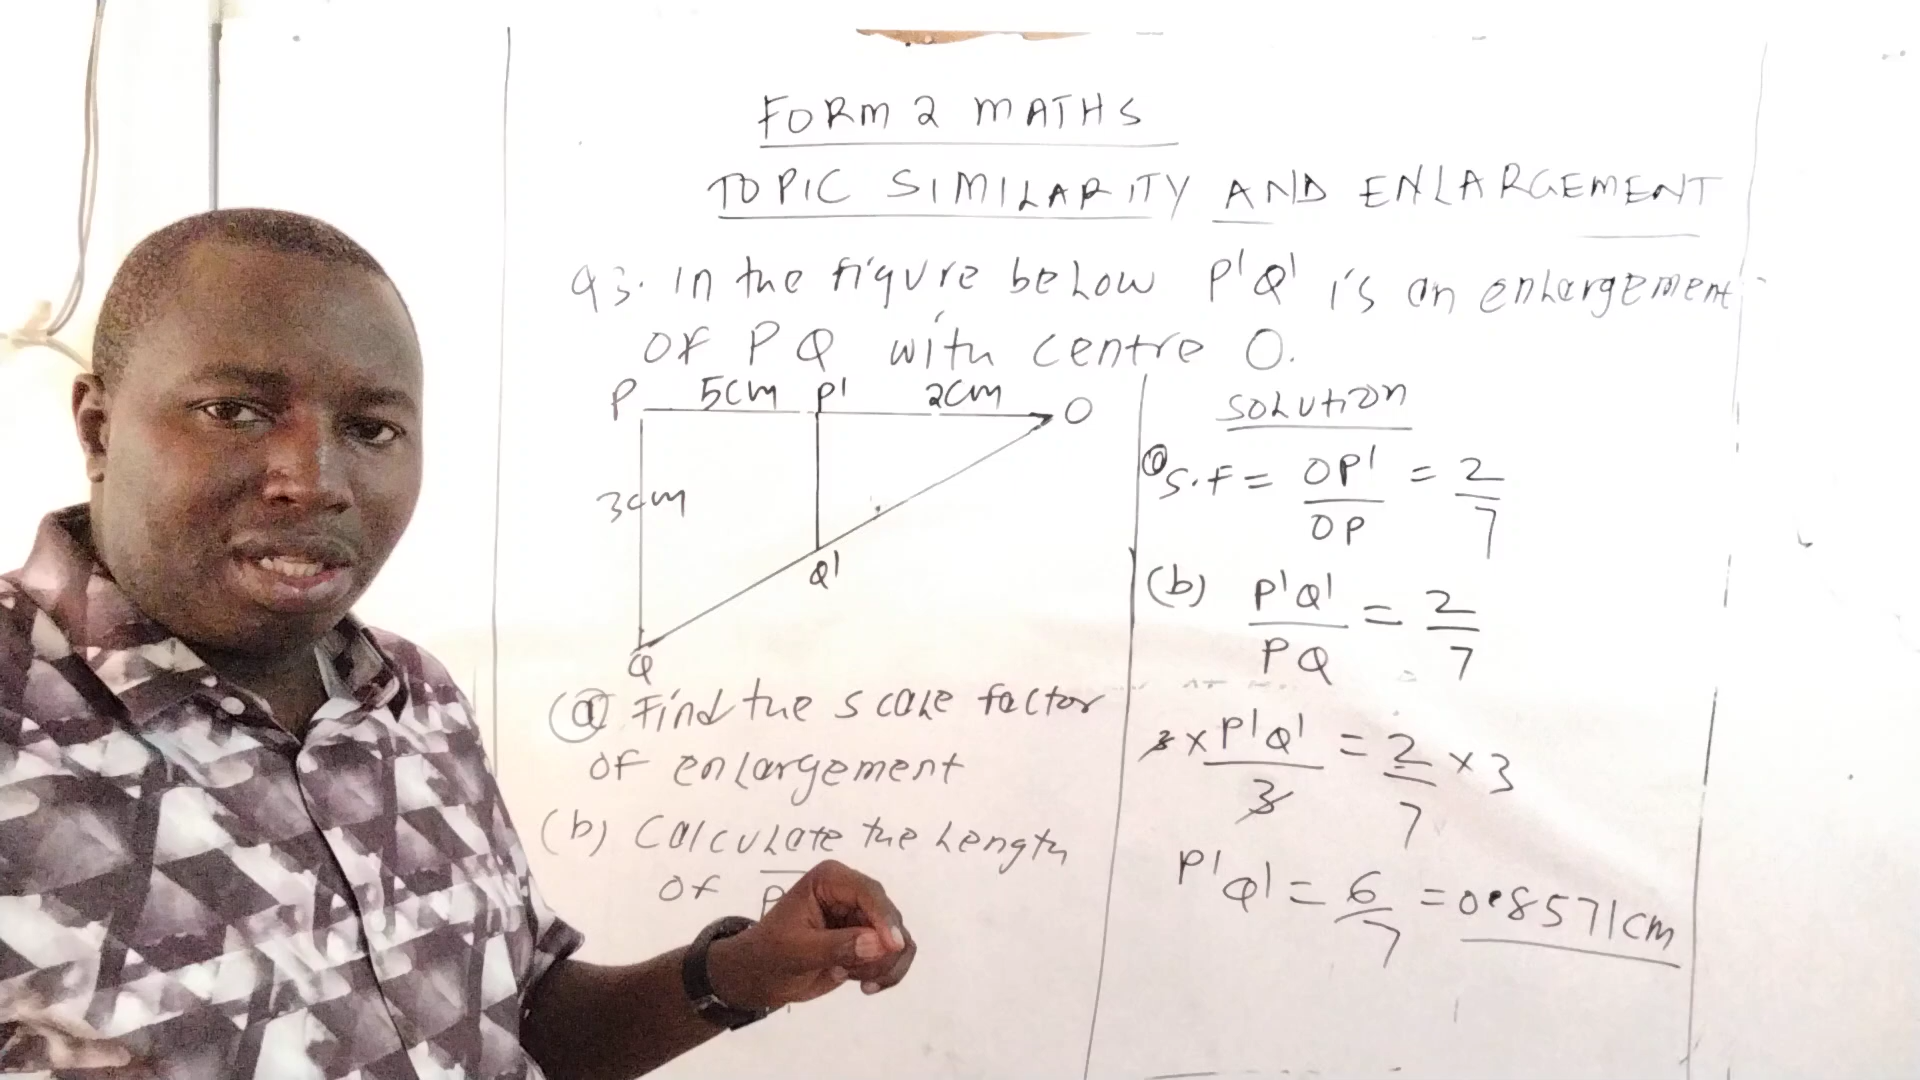 FORM 2 MATHS
TOPIC SIMILARITY AND ENLARGEMENT
Q3. In the figure below P'Q' is an enlargement
of PQ with centre O.
P 5cm P' 2cm O
3cm
Q'
Q
(a) Find the scale factor
of enlargement
(b) Calculate the length
of
Solution
(a) S.F = OP'/OP = 2/7
(b) P'Q'/PQ = 2/7
3 x P'Q'/3 = 2/7 x 3
P'Q' = 6/7 = 0.8571cm